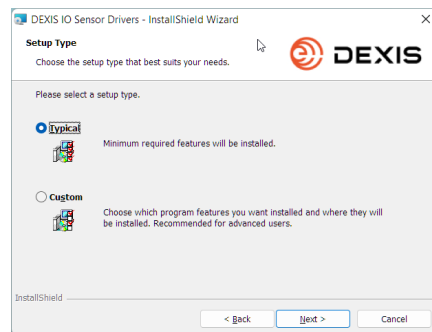 DEXIS IO Sensor Drivers - InstallShield Wizard
Setup Type
Choose the setup type that best suits your needs.
DEXIS
Please select a setup type.
Typical
Minimum required features will be installed.
Custom
Choose which program features you want installed and where they will
be installed. Recommended for advanced users.
InstallShield
< Back
Next >
Cancel